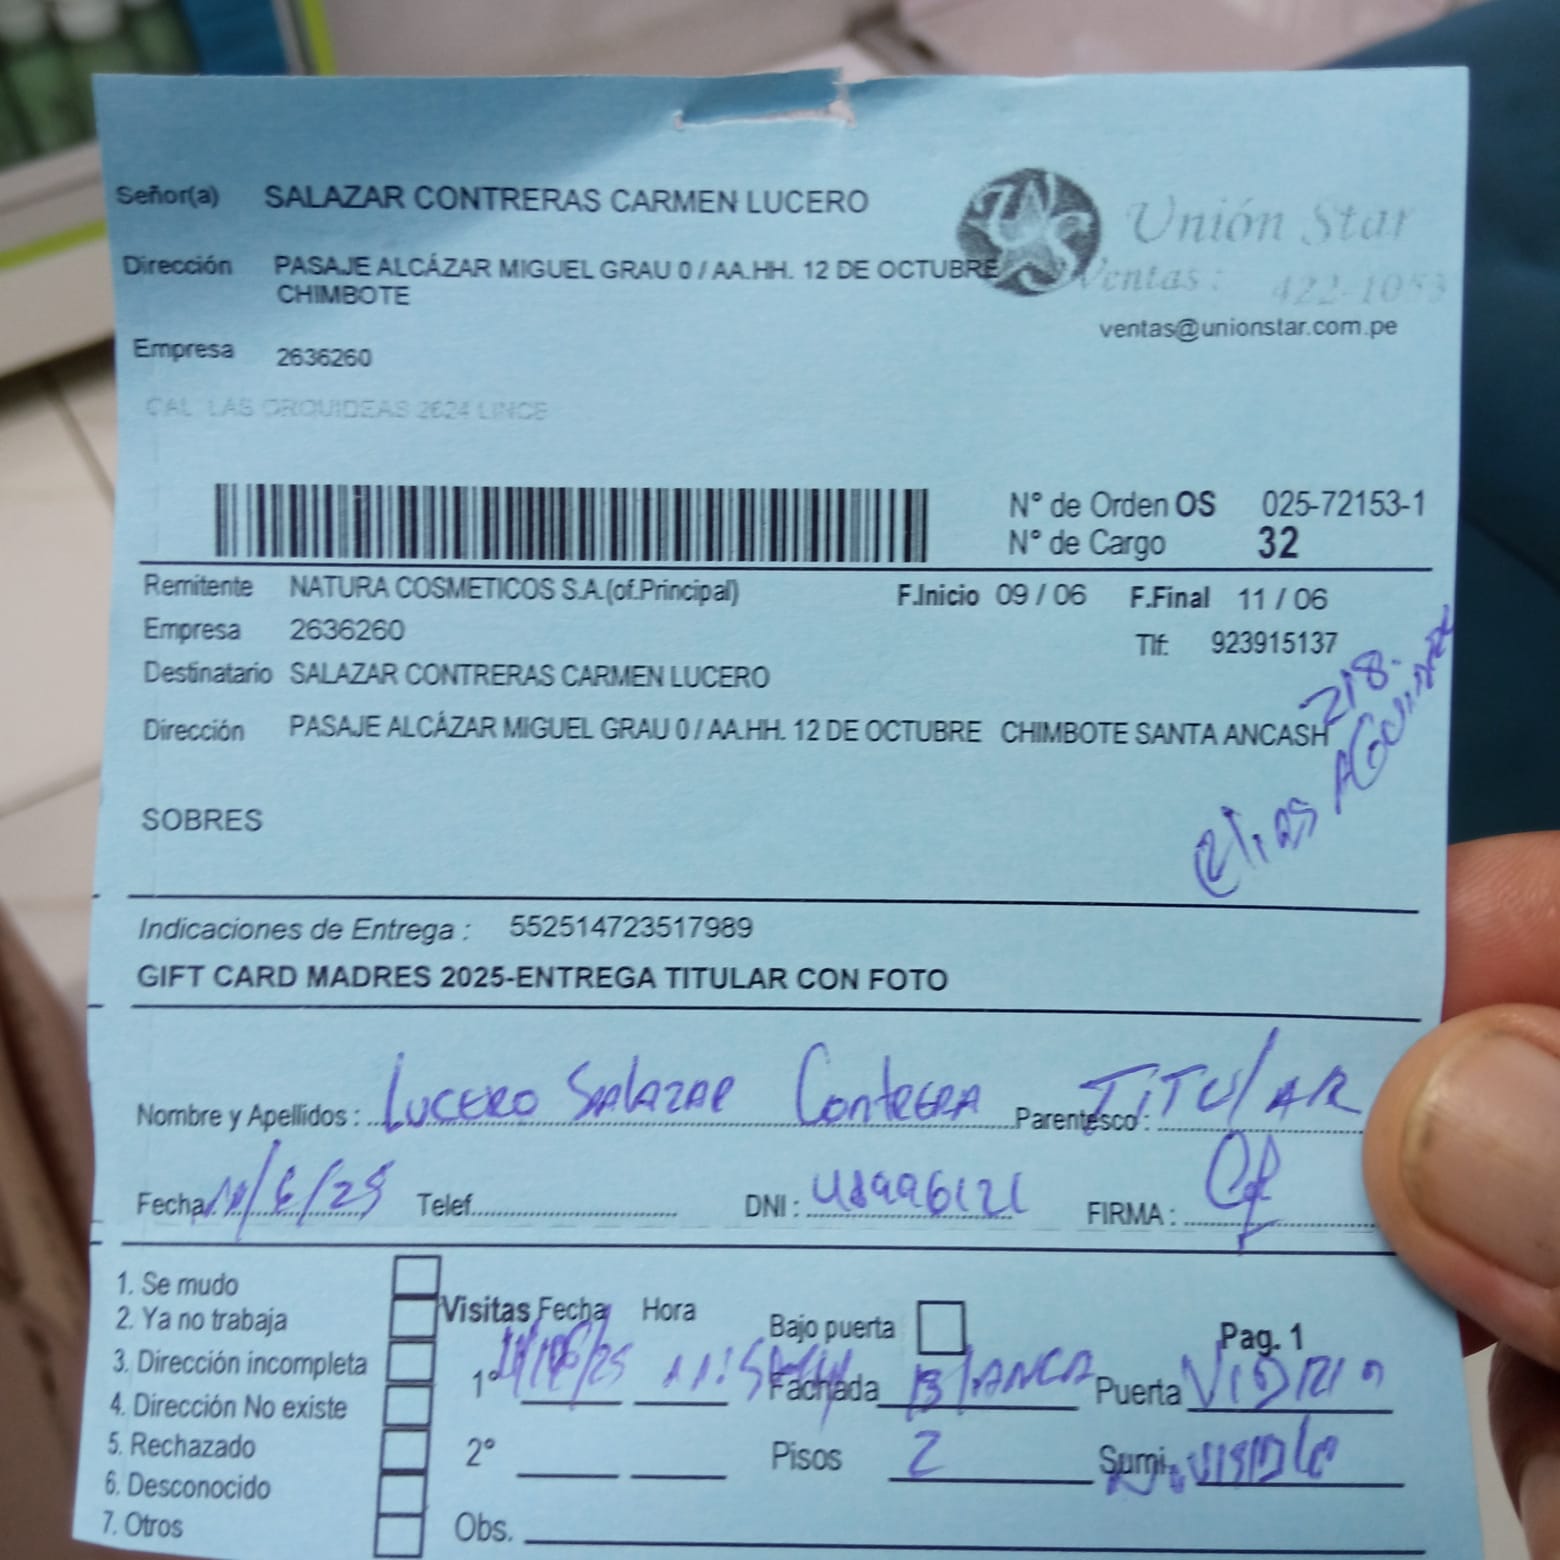 Señor(a) SALAZAR CONTRERAS CARMEN LUCERO
Unión Star
Dirección PASAJE ALCÁZAR MIGUEL GRAU 0 / AA.HH. 12 DE OCTUBRE
CHIMBOTE
Ventas : 422-1053
ventas@unionstar.com.pe
Empresa 2636260
CAL LAS ORQUIDEAS 2624 LINCE
N° de Orden OS 025-72153-1
N° de Cargo 32
Remitente NATURA COSMETICOS S.A.(of.Principal) F.Inicio 09 / 06 F.Final 11 / 06
Empresa 2636260 Tlf: 923915137
Destinatario SALAZAR CONTRERAS CARMEN LUCERO
218.
Dirección PASAJE ALCÁZAR MIGUEL GRAU 0 / AA.HH. 12 DE OCTUBRE CHIMBOTE SANTA ANCASH
Elias
SOBRES
Indicaciones de Entrega : 552514723517989
GIFT CARD MADRES 2025-ENTREGA TITULAR CON FOTO
Nombre y Apellidos : Lucero Salazar Contrera Parentesco : TITULAR
Fecha /6/25 Telef. DNI : FIRMA :
1. Se mudo
2. Ya no trabaja
3. Dirección incompleta
4. Dirección No existe
5. Rechazado
6. Desconocido
7. Otros
Visitas Fecha Hora Bajo puerta Pag. 1
1° Fachada Blanca Puerta Vidrio
2° Pisos 2 Sumi.
Obs.